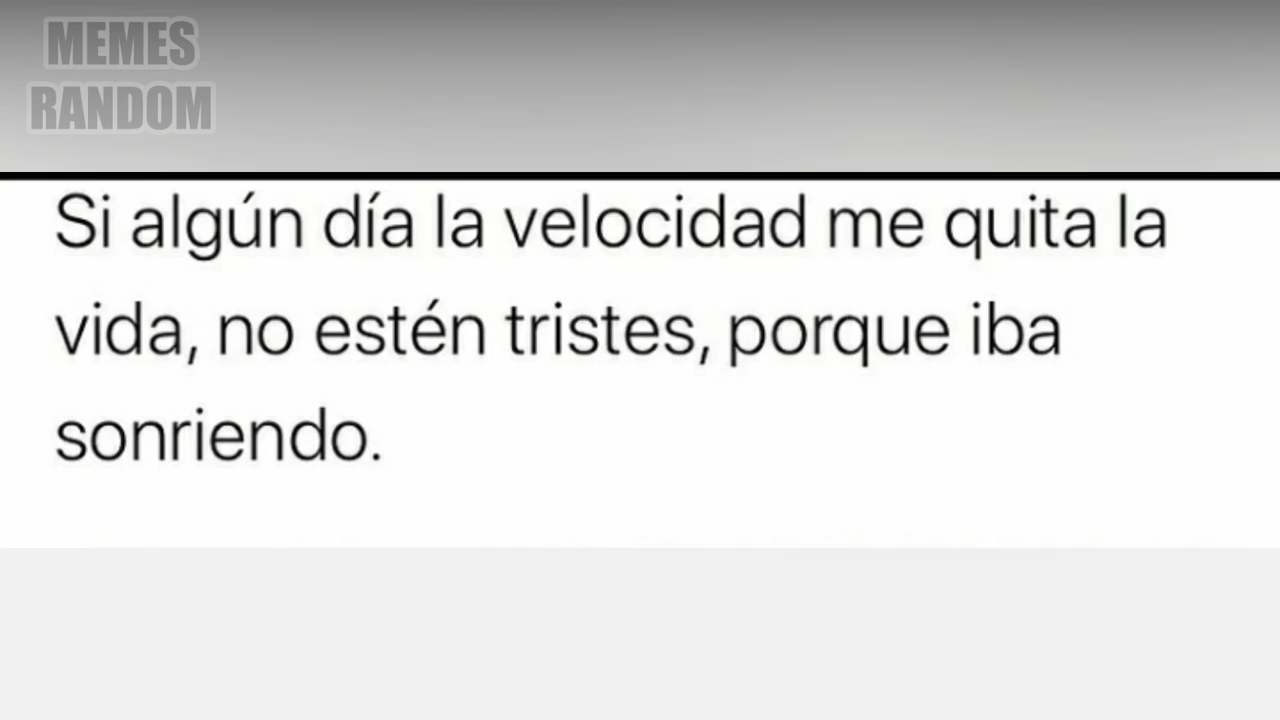 MEMES
RANDOM
Si algún día la velocidad me quita la
vida, no estén tristes, porque iba
sonriendo.